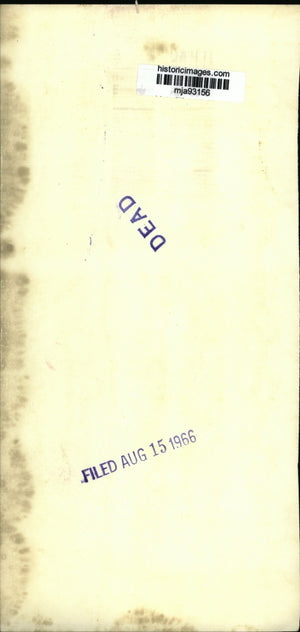 historicimages.com
mja93156
DEAD
FILED AUG 15 1966